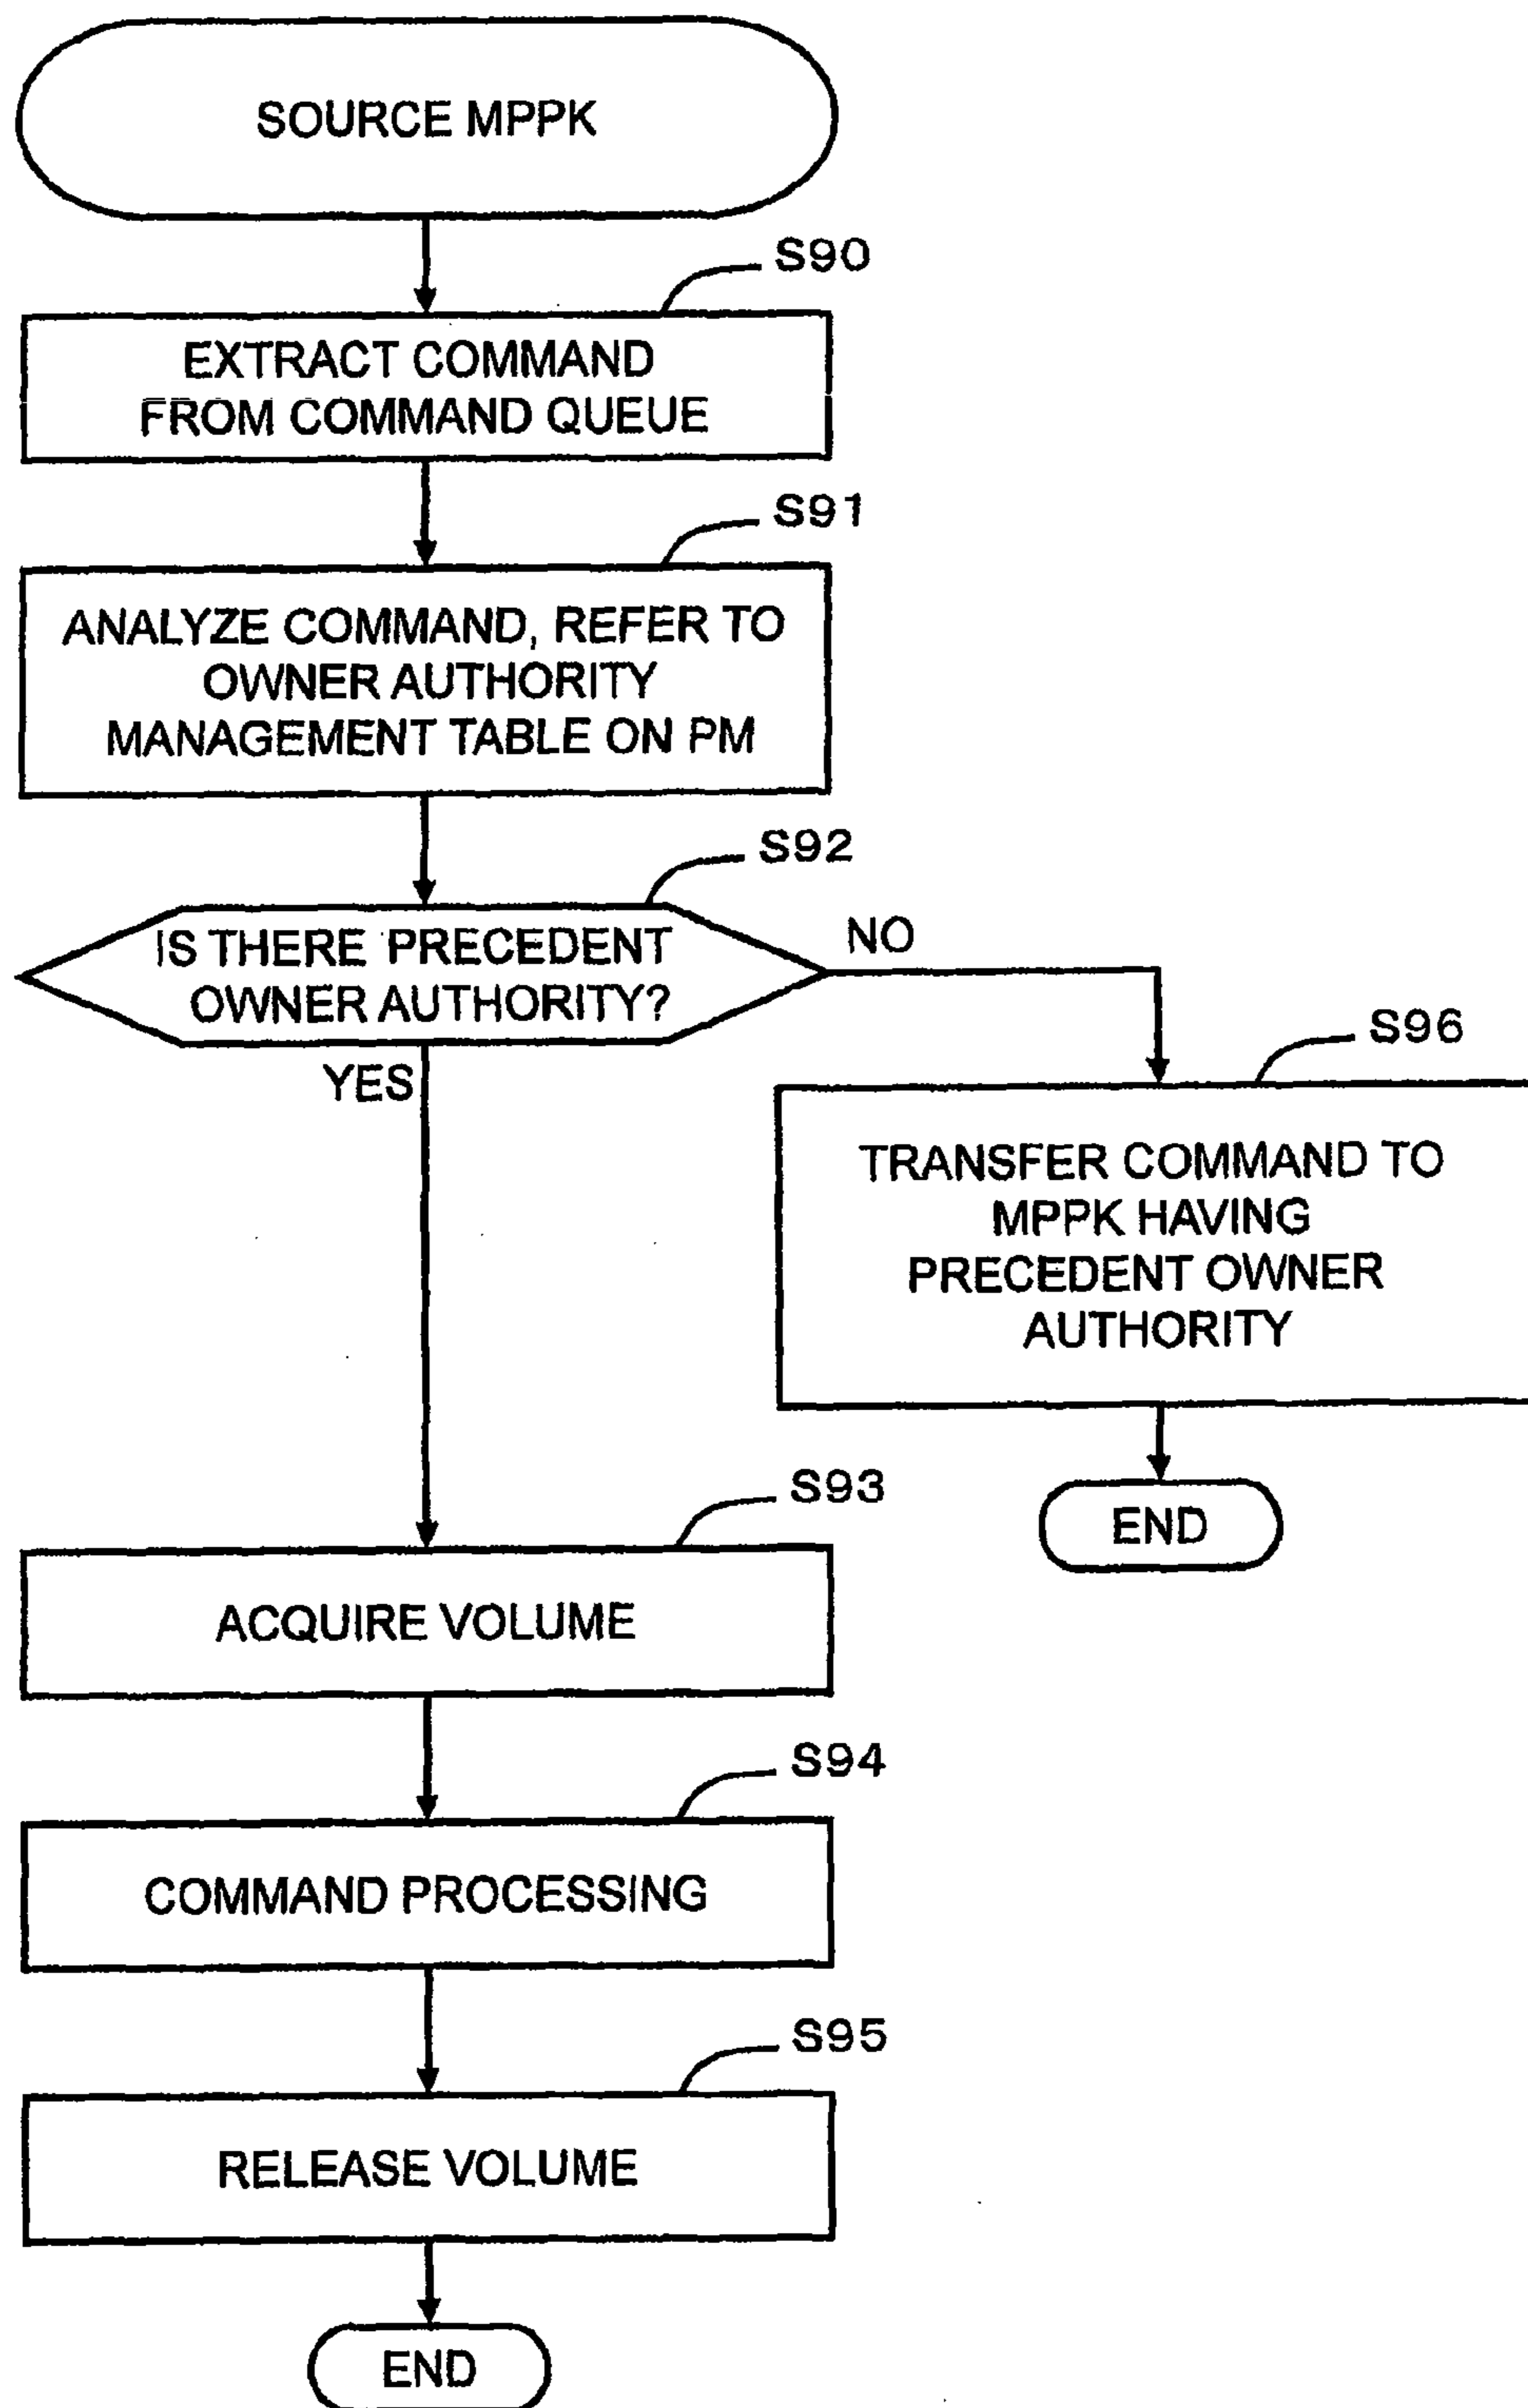 SOURCE MPPK
S90
EXTRACT COMMAND
FROM COMMAND QUEUE
S91
ANALYZE COMMAND, REFER TO
OWNER AUTHORITY
MANAGEMENT TABLE ON PM
S92
IS THERE PRECEDENT
OWNER AUTHORITY?
NO
YES
S96
TRANSFER COMMAND TO
MPPK HAVING
PRECEDENT OWNER
AUTHORITY
END
S93
ACQUIRE VOLUME
S94
COMMAND PROCESSING
S95
RELEASE VOLUME
END